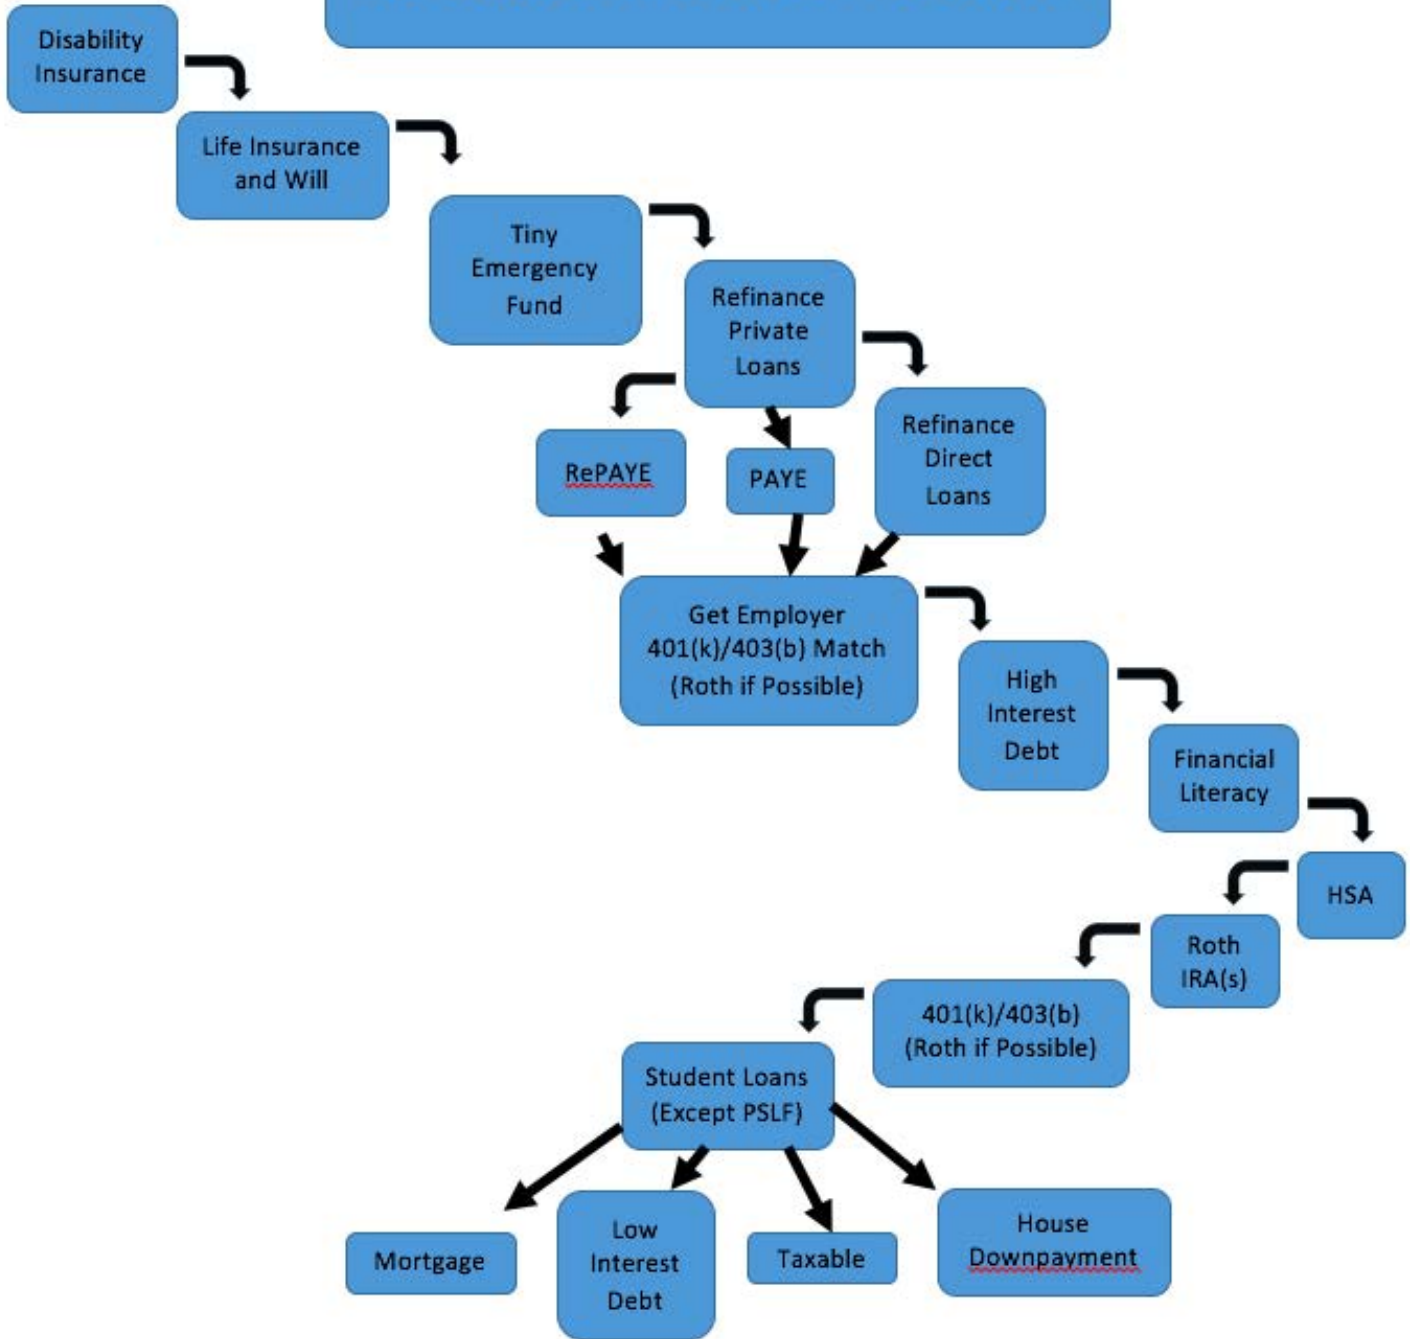 Disability
Insurance
Life Insurance
and Will
Tiny
Emergency
Fund
Refinance
Private
Loans
RePAYE
PAYE
Refinance
Direct
Loans
Get Employer
401(k)/403(b) Match
(Roth if Possible)
High
Interest
Debt
Financial
Literacy
HSA
Roth
IRA(s)
401(k)/403(b)
(Roth if Possible)
Student Loans
(Except PSLF)
Mortgage
Low
Interest
Debt
Taxable
House
Downpayment